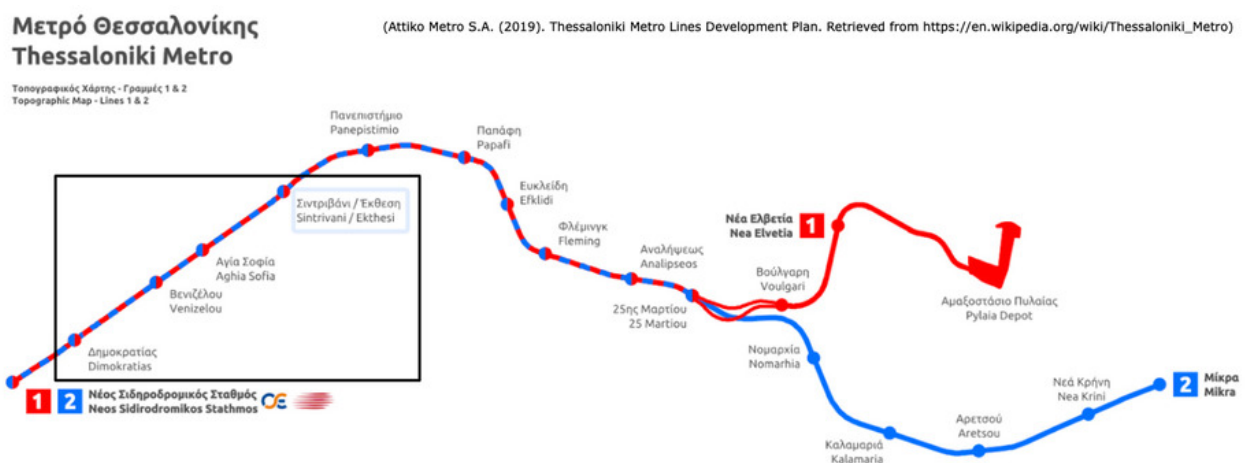 Μετρό Θεσσαλονίκης
Thessaloniki Metro
(Attiko Metro S.A. (2019). Thessaloniki Metro Lines Development Plan. Retrieved from https://en.wikipedia.org/wiki/Thessaloniki_Metro)
Τοπογραφικός Χάρτης - Γραμμές 1 & 2
Topographic Map - Lines 1 & 2
Πανεπιστήμιο
Panepistimio
Παπάφη
Papafi
Ευκλείδη
Efklidi
Σιντριβάνι / Έκθεση
Sintrivani / Ekthesi
Φλέμινγκ
Fleming
Νέα Ελβετία
Nea Elvetia
1
Αναλήψεως
Analipseos
Αγία Σοφία
Aghia Sofia
Βούλγαρη
Voulgari
Βενιζέλου
Venizelou
Αμαξοστάσιο Πυλαίας
Pylaia Depot
25ης Μαρτίου
25 Martiou
Δημοκρατίας
Dimokratias
Νομαρχία
Nomarhia
1 2
Νέος Σιδηροδρομικός Σταθμός
Neos Sidirodromikos Stathmos
Νεά Κρήνη
Nea Krini
2
Μίκρα
Mikra
Καλαμαριά
Kalamaria
Αρετσού
Aretsou